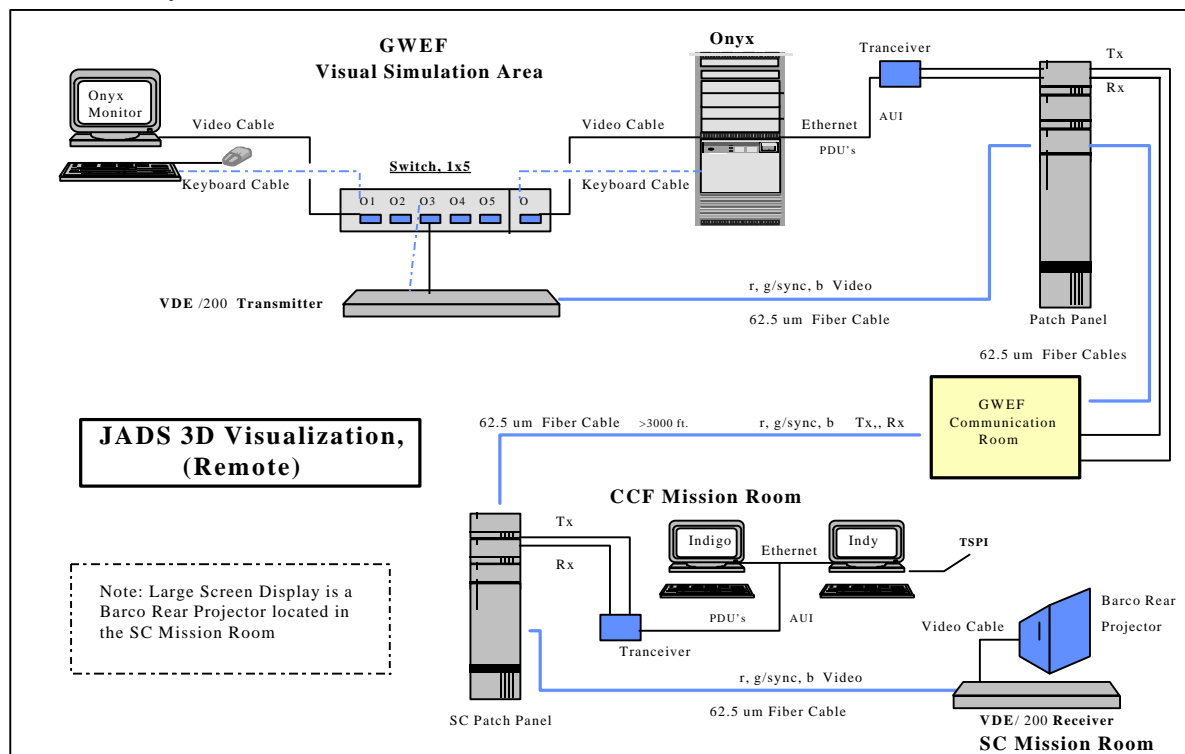 GWEF
Visual Simulation Area
Onyx
Tranceiver
Tx
Rx
Onyx
Monitor
Video Cable
Video Cable
Ethernet
AUI
PDU's
Keyboard Cable
Switch, 1x5
Keyboard Cable
O1 O2 O3 O4 O5 O
VDE /200 Transmitter
r, g/sync, b Video
62.5 um Fiber Cable
Patch Panel
62.5 um Fiber Cables
GWEF
Communication
Room
JADS 3D Visualization,
(Remote)
62.5 um Fiber Cable >3000 ft. r, g/sync, b Tx,, Rx
CCF Mission Room
Tx
Rx
Indigo
Ethernet
Indy
TSPI
Note: Large Screen Display is a
Barco Rear Projector located in
the SC Mission Room
PDU's
AUI
Tranceiver
Video Cable
Barco Rear
Projector
r, g/sync, b Video
62.5 um Fiber Cable
SC Patch Panel
VDE/ 200 Receiver
SC Mission Room